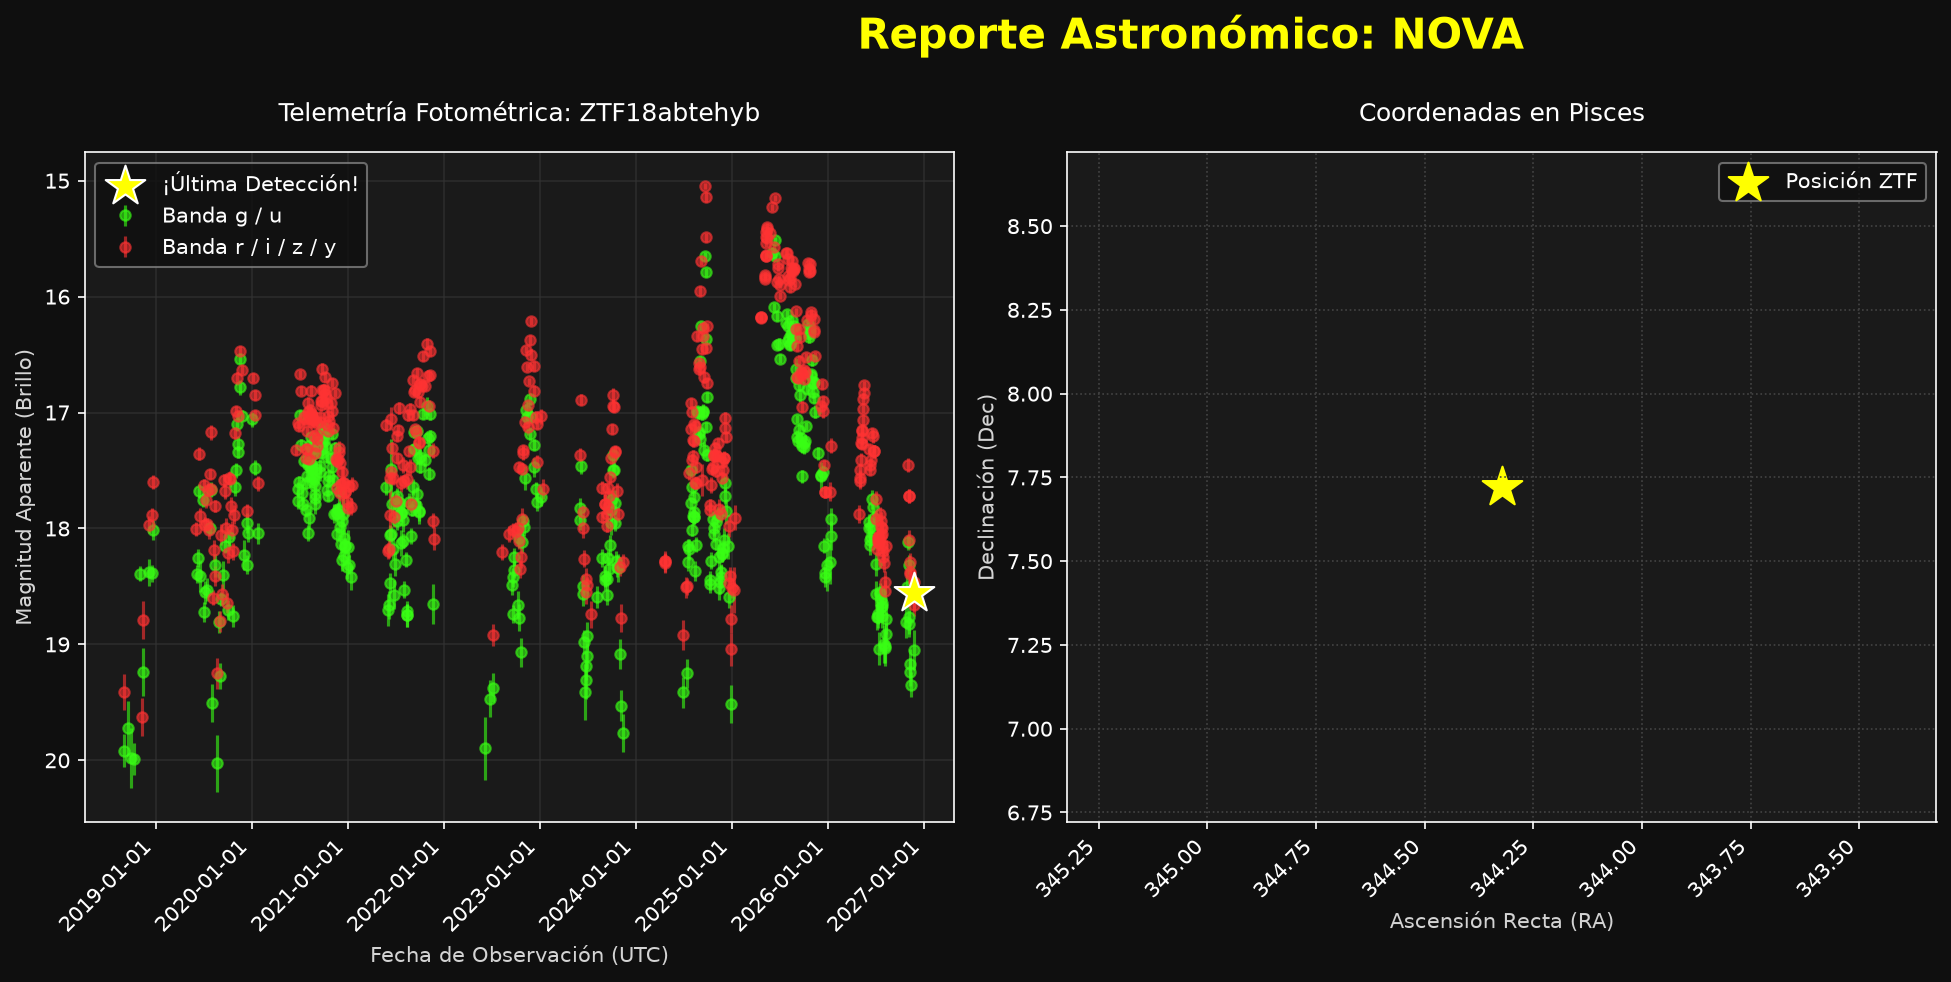 Reporte Astronómico: NOVA
Telemetría Fotométrica: ZTF18abtehyb
¡Última Detección!
Banda g / u
Banda r / i / z / y
Magnitud Aparente (Brillo)
15
16
17
18
19
20
2019-01-01
2020-01-01
2021-01-01
2022-01-01
2023-01-01
2024-01-01
2025-01-01
2026-01-01
2027-01-01
Fecha de Observación (UTC)
Coordenadas en Pisces
Posición ZTF
Declinación (Dec)
8.50
8.25
8.00
7.75
7.50
7.25
7.00
6.75
345.25
345.00
344.75
344.50
344.25
344.00
343.75
343.50
Ascensión Recta (RA)